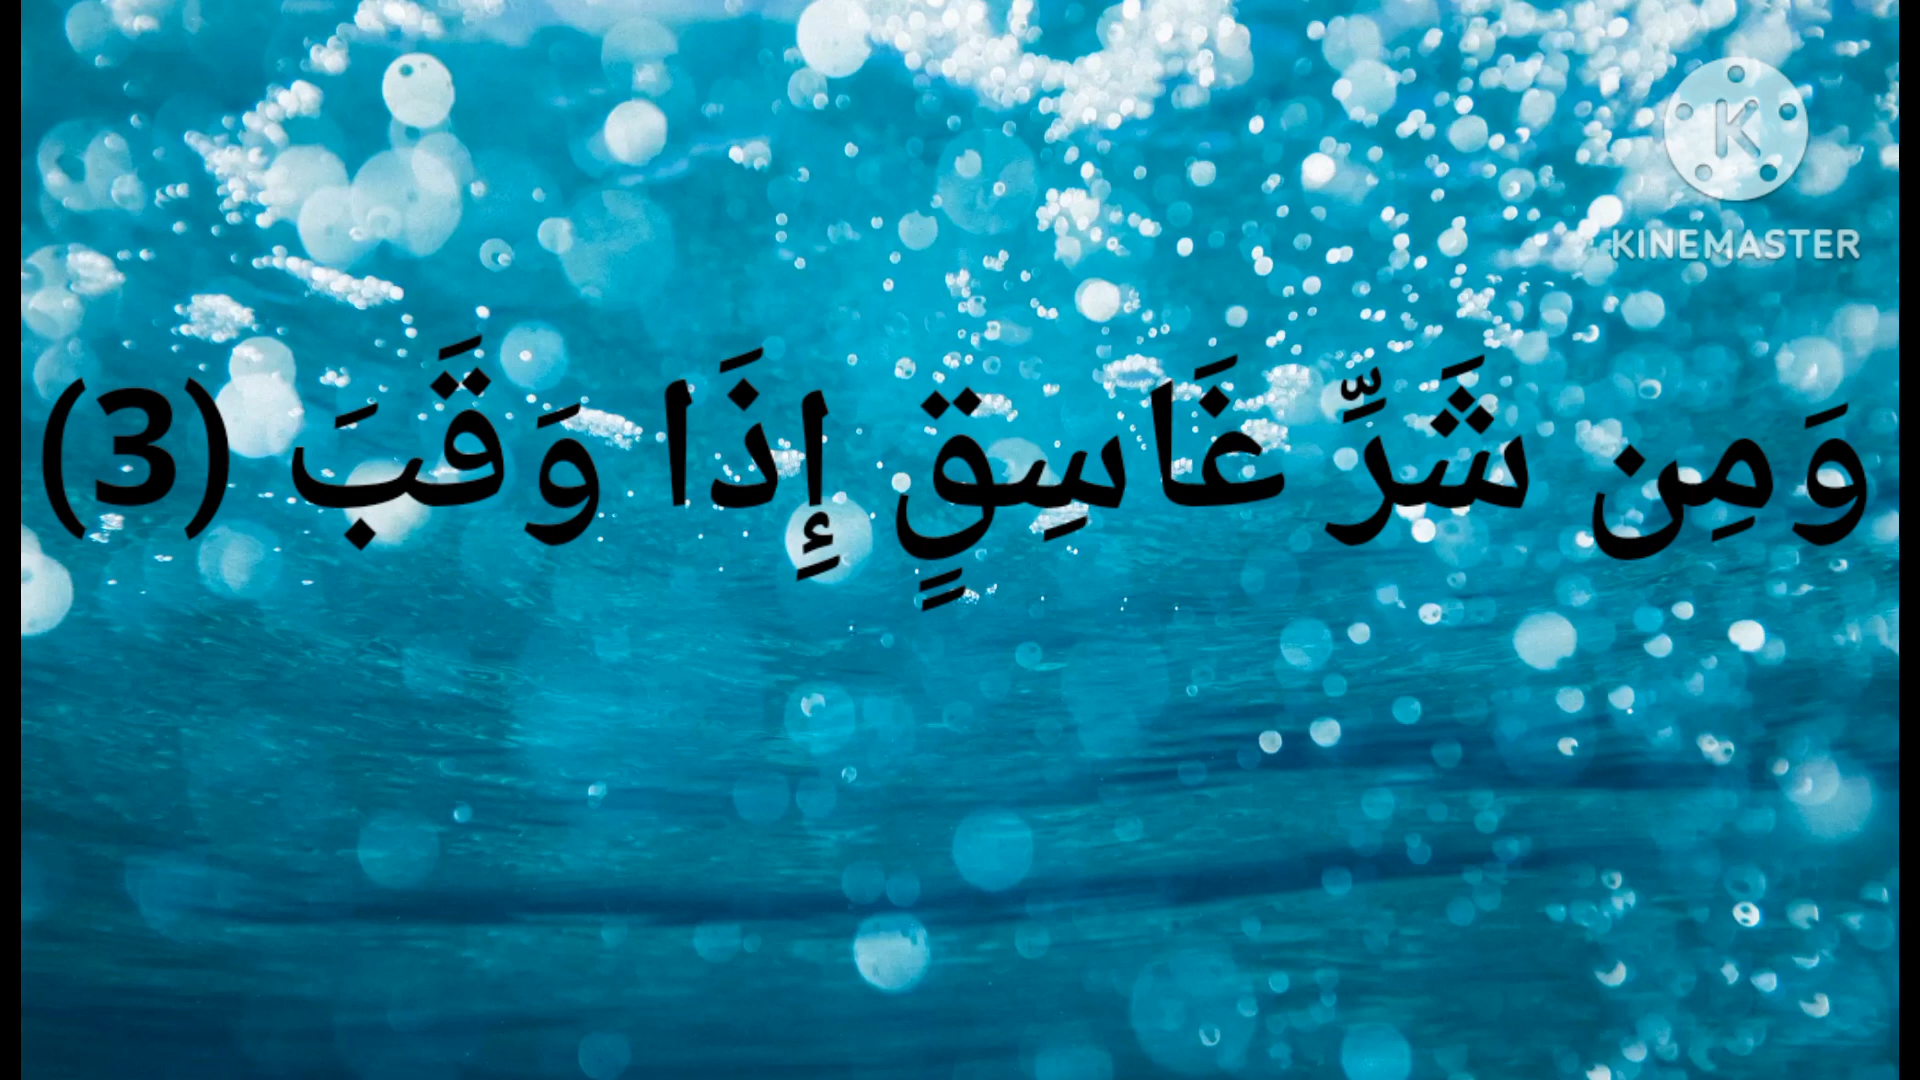 K
KINEMASTER
وَمِن شَرِّ غَاسِقٍ إِذَا وَقَبَ (3)